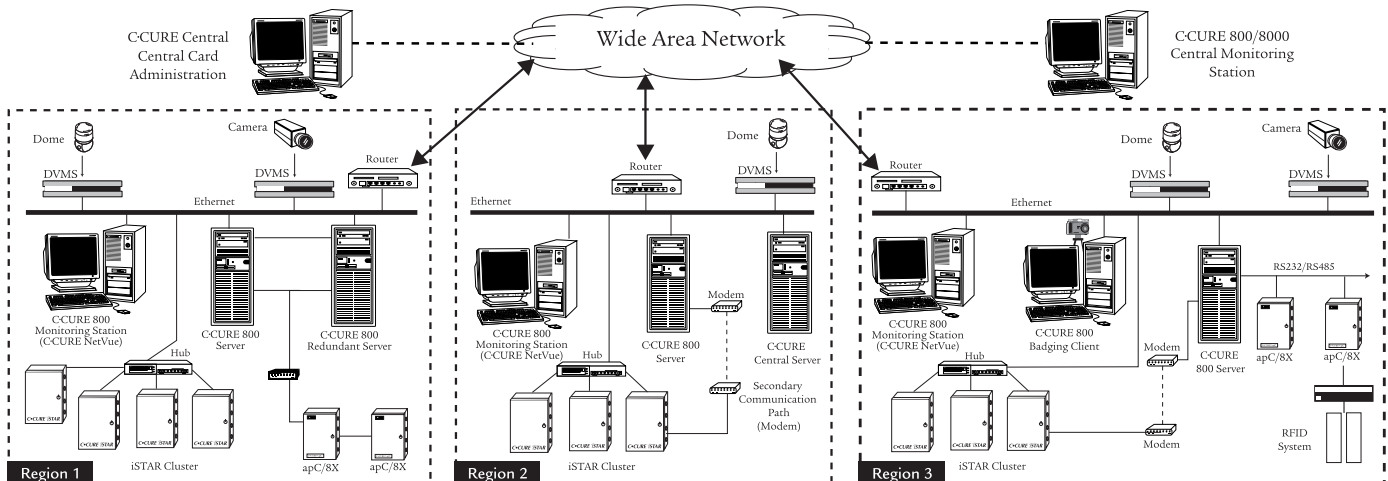 C•CURE Central
Central Card
Administration
Wide Area Network
C•CURE 800/8000
Central Monitoring
Station
Dome
Camera
Router
DVMS
DVMS
Ethernet
C•CURE 800
Monitoring Station
(C•CURE NetVue)
C•CURE 800
Server
C•CURE 800
Redundant Server
Hub
C•CURE iSTAR
C•CURE iSTAR
C•CURE iSTAR
C•CURE iSTAR
iSTAR Cluster
apC/8X
apC/8X
Region 1
Dome
Router
DVMS
Ethernet
C•CURE 800
Monitoring Station
(C•CURE NetVue)
C•CURE 800
Server
Modem
C•CURE
Central Server
Hub
Secondary
Communication
Path
(Modem)
C•CURE iSTAR
C•CURE iSTAR
C•CURE iSTAR
iSTAR Cluster
Region 2
Dome
Camera
Router
DVMS
DVMS
Ethernet
RS232/RS485
C•CURE 800
Monitoring Station
(C•CURE NetVue)
C•CURE 800
Badging Client
Modem
C•CURE
800 Server
apC/8X
apC/8X
Hub
C•CURE iSTAR
C•CURE iSTAR
C•CURE iSTAR
Modem
RFID
System
iSTAR Cluster
Region 3